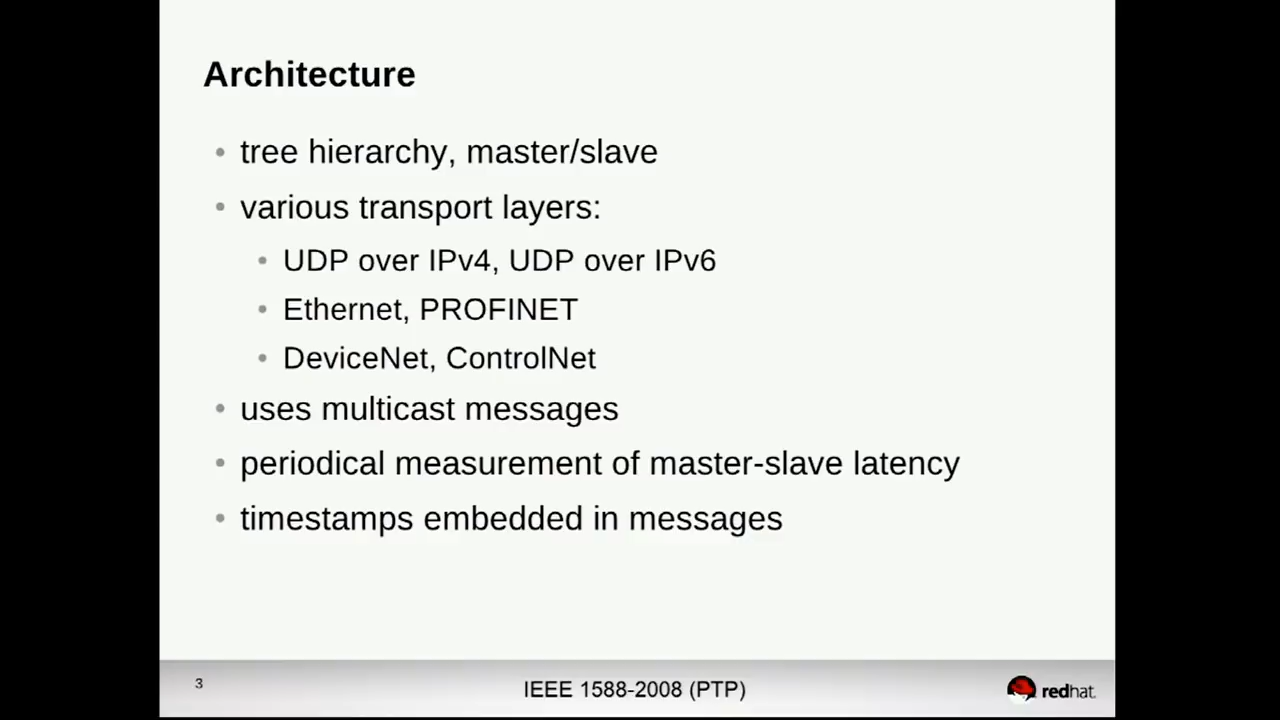 Architecture
• tree hierarchy, master/slave
• various transport layers:
• UDP over IPv4, UDP over IPv6
• Ethernet, PROFINET
• DeviceNet, ControlNet
• uses multicast messages
• periodical measurement of master-slave latency
• timestamps embedded in messages
3
IEEE 1588-2008 (PTP)
redhat.